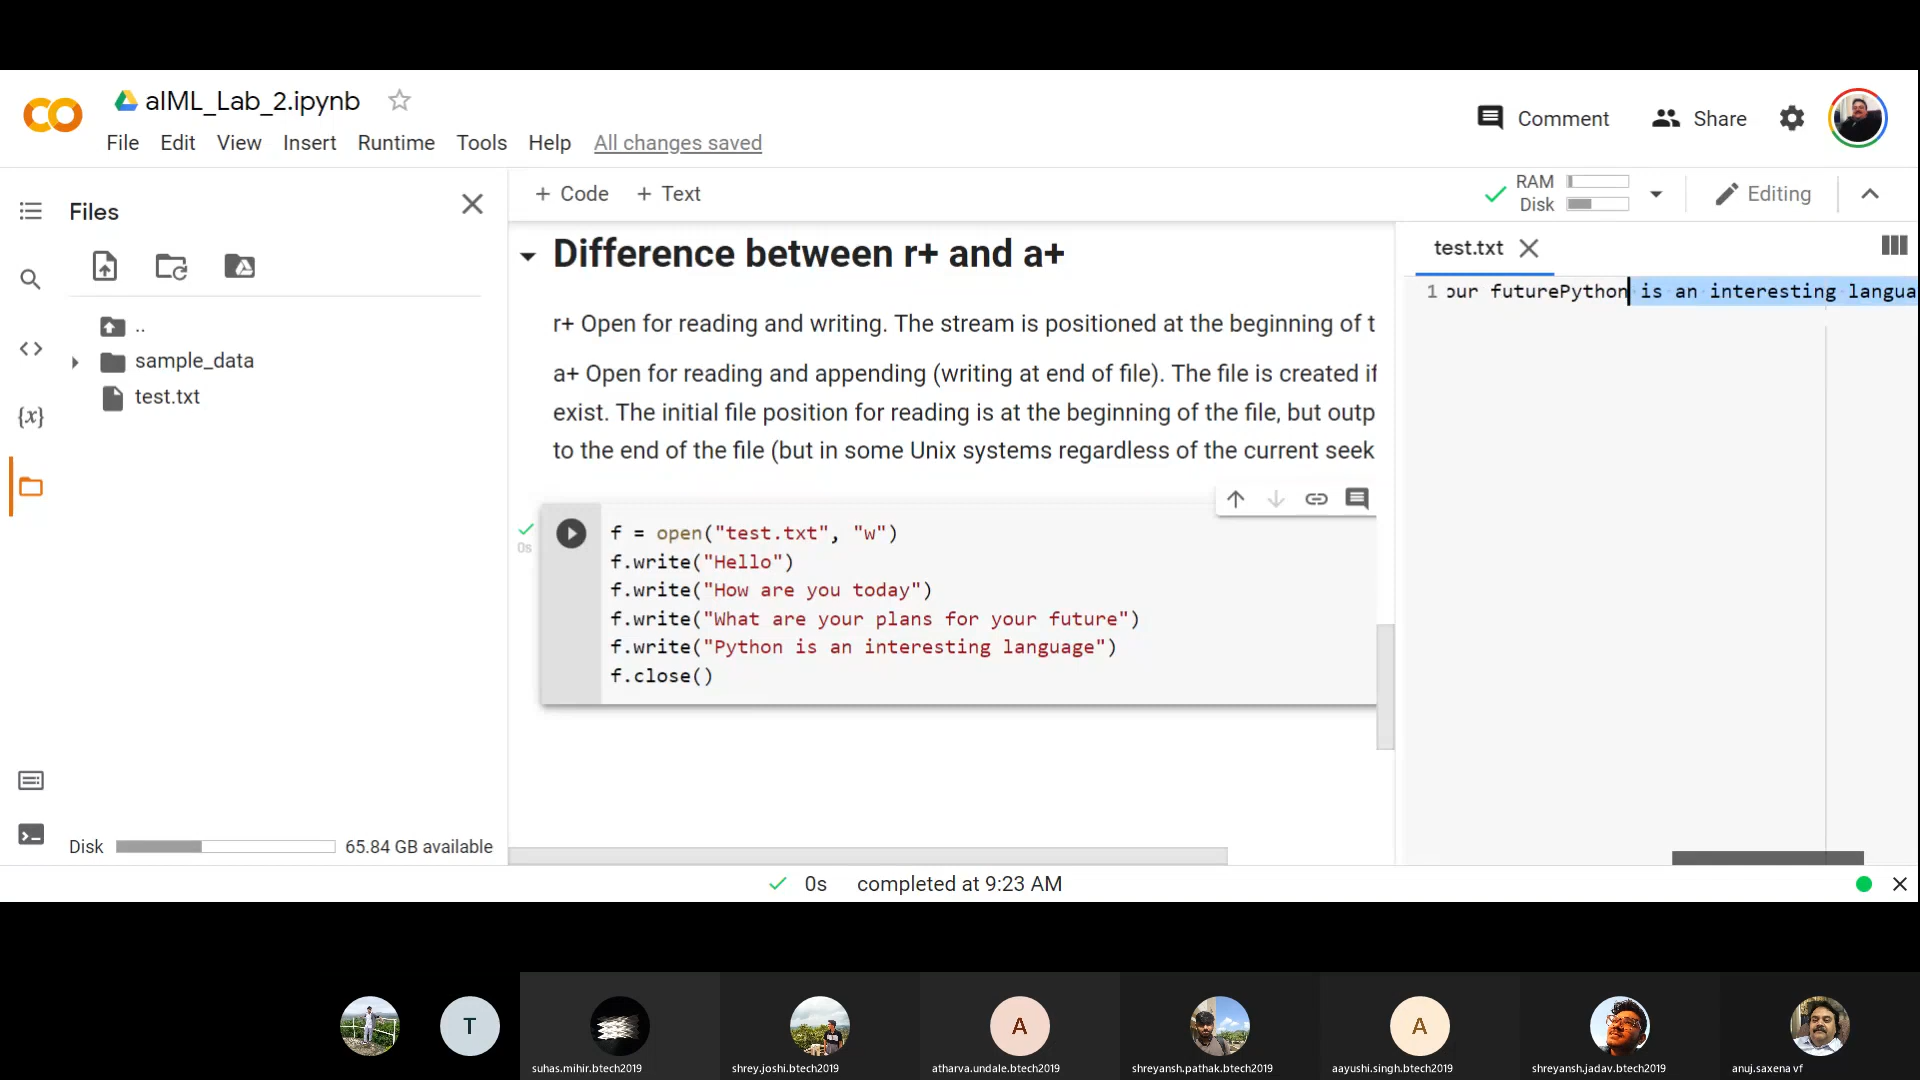 aIML_Lab_2.ipynb
File Edit View Insert Runtime Tools Help All changes saved
Comment Share
Files
+ Code + Text
RAM
Disk
Editing
..
sample_data
test.txt
Disk 65.84 GB available
Difference between r+ and a+
r+ Open for reading and writing. The stream is positioned at the beginning of t
a+ Open for reading and appending (writing at end of file). The file is created if
exist. The initial file position for reading is at the beginning of the file, but outp
to the end of the file (but in some Unix systems regardless of the current seek
0s
f = open("test.txt", "w")
f.write("Hello")
f.write("How are you today")
f.write("What are your plans for your future")
f.write("Python is an interesting language")
f.close()
test.txt
1 our futurePython is an interesting langua
0s completed at 9:23 AM
T
A
A
suhas.mihir.btech2019 shrey.joshi.btech2019 atharva.undale.btech2019 shreyansh.pathak.btech2019 aayushi.singh.btech2019 shreyansh.jadav.btech2019 anuj.saxena vf